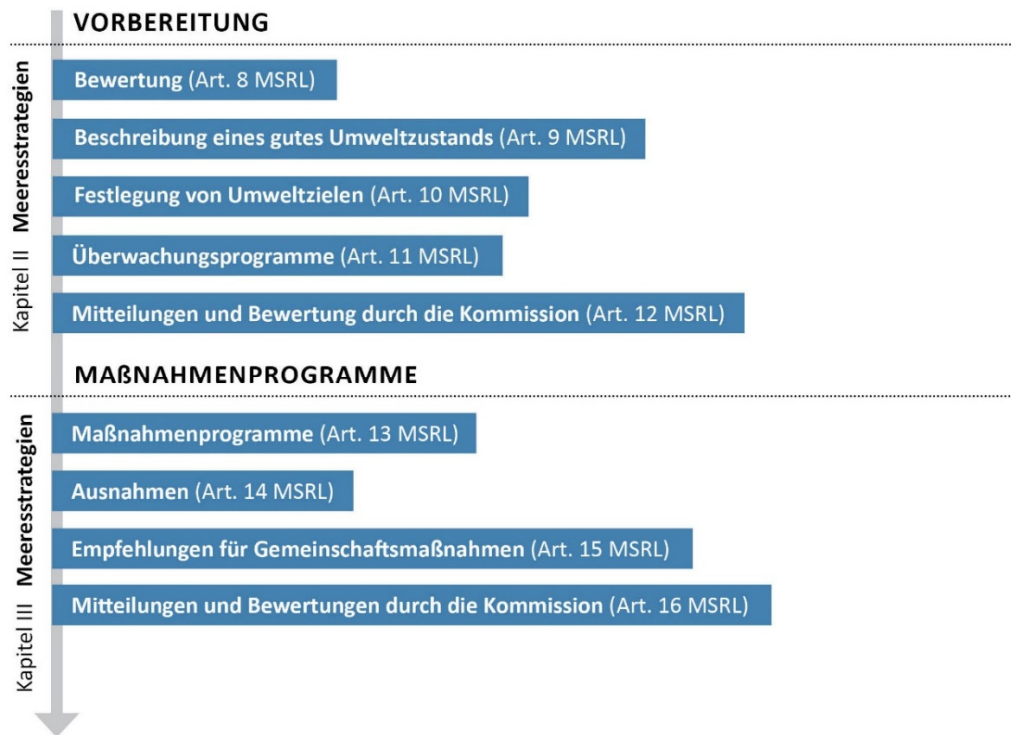 VORBEREITUNG
Kapitel II Meeresstrategien
Bewertung (Art. 8 MSRL)
Beschreibung eines gutes Umweltzustands (Art. 9 MSRL)
Festlegung von Umweltzielen (Art. 10 MSRL)
Überwachungsprogramme (Art. 11 MSRL)
Mitteilungen und Bewertung durch die Kommission (Art. 12 MSRL)
MAßNAHMENPROGRAMME
Kapitel III Meeresstrategien
Maßnahmenprogramme (Art. 13 MSRL)
Ausnahmen (Art. 14 MSRL)
Empfehlungen für Gemeinschaftsmaßnahmen (Art. 15 MSRL)
Mitteilungen und Bewertungen durch die Kommission (Art. 16 MSRL)